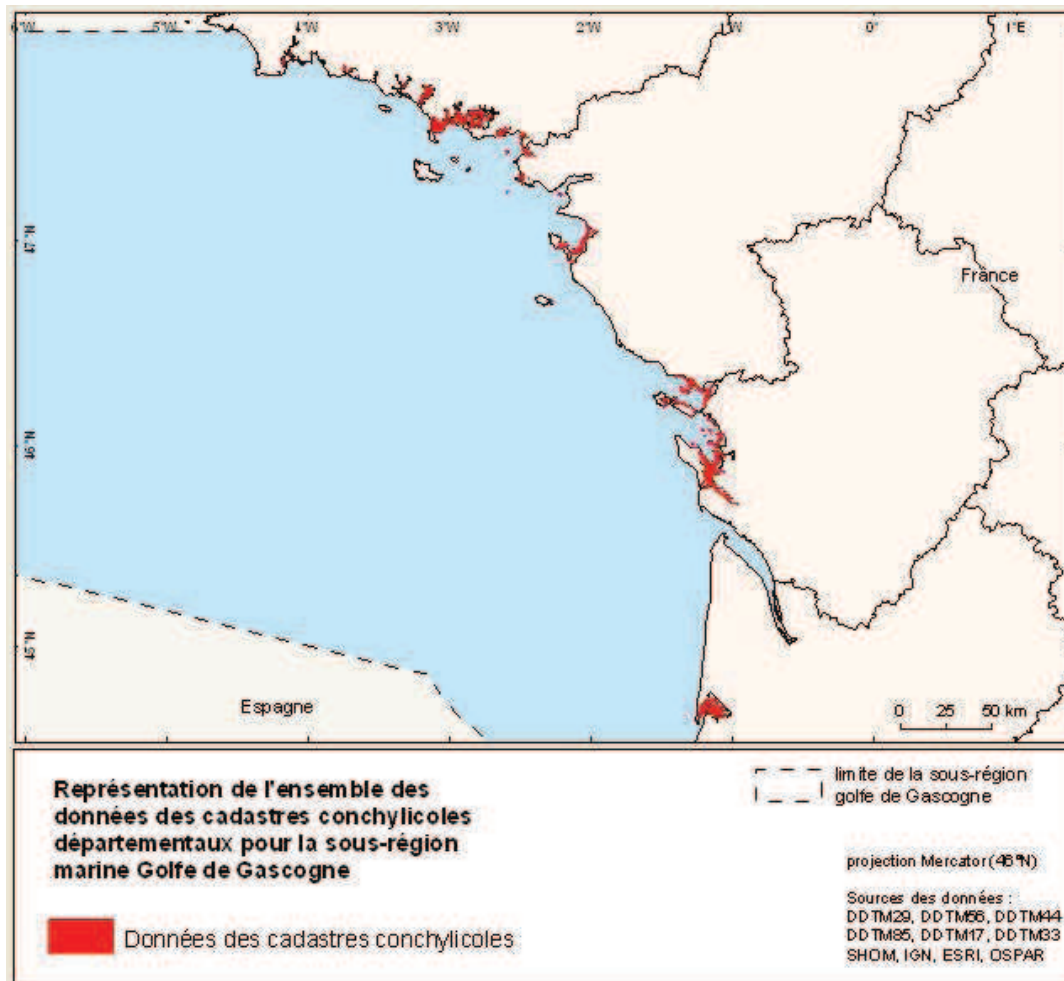 6°W 5°W 4°W 3°W 2°W 1°W 0° 1°E
47°N
France
46°N
45°N
Espagne
0 25 50 km
Représentation de l'ensemble des
données des cadastres conchylicoles
départementaux pour la sous-région
marine Golfe de Gascogne
Données des cadastres conchylicoles
limite de la sous-région
golfe de Gascogne
projection Mercator (46°N)
Sources des données :
DDTM29, DDTM56, DDTM44
DDTM85, DDTM17, DDTM33
SHOM, IGN, ESRI, OSPAR